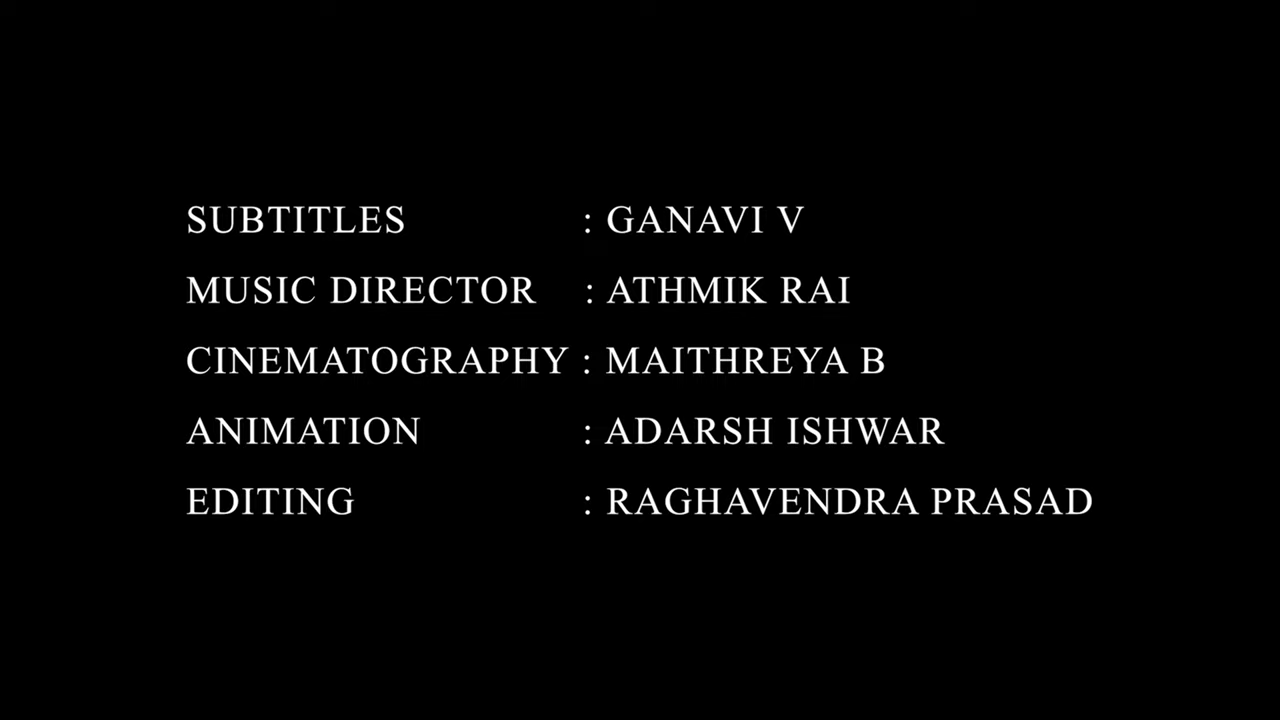 SUBTITLES : GANAVI V
MUSIC DIRECTOR : ATHMIK RAI
CINEMATOGRAPHY : MAITHREYA B
ANIMATION : ADARSH ISHWAR
EDITING : RAGHAVENDRA PRASAD